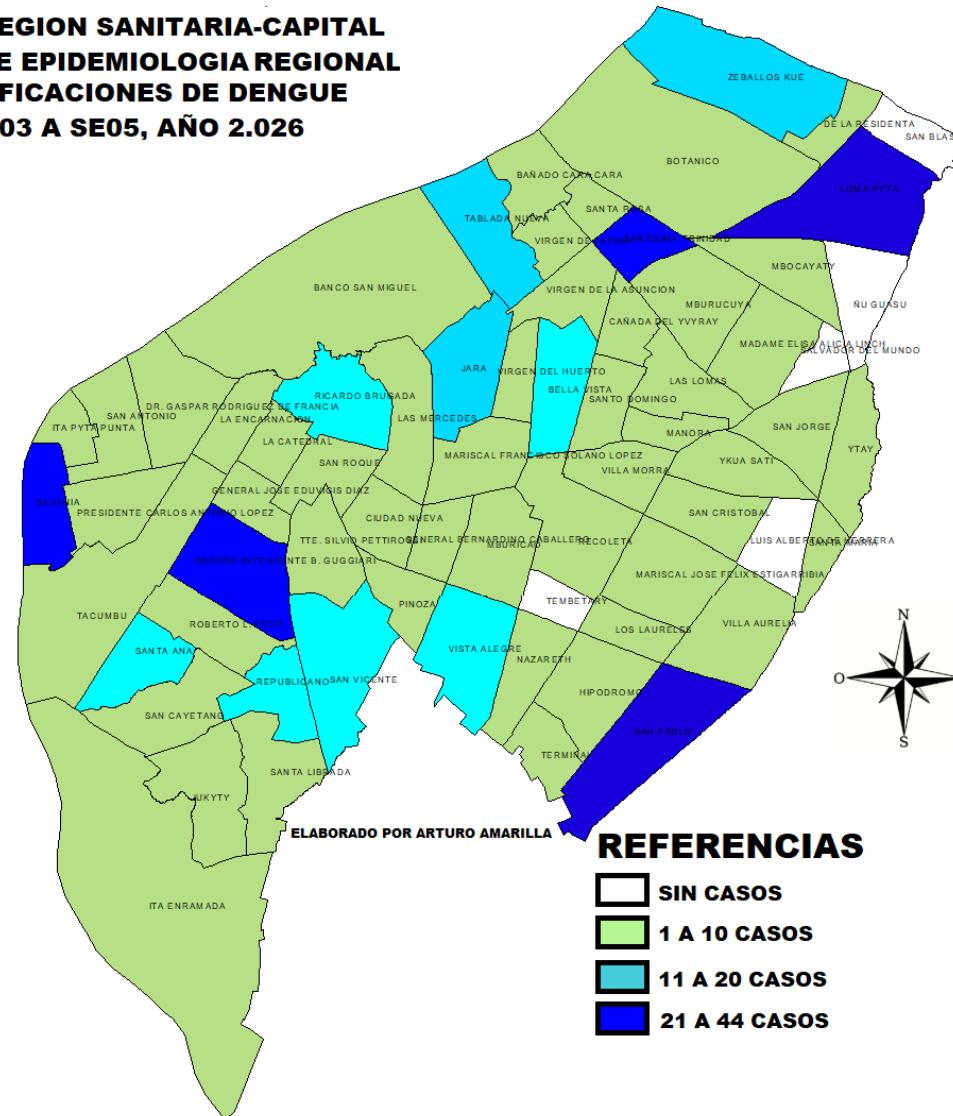 EGION SANITARIA-CAPITAL
E EPIDEMIOLOGIA REGIONAL
FICACIONES DE DENGUE
03 A SE05, AÑO 2.026
ZEBALLOS KUE
DE LA RESIDENTA
SAN BLAS
BOTANICO
BAÑADO CARA CARA
LOMA PYTA
SANTA ROSA
TABLADA NUEVA
VIRGEN DE FATIMA
SANTISIMA TRINIDAD
MBOCAYATY
BANCO SAN MIGUEL
VIRGEN DE LA ASUNCION
MBURUCUYA
ÑU GUASU
CAÑADA DEL YVYRAY
MADAME ELISA ALICIA LINCH
SALVADOR DEL MUNDO
JARA
VIRGEN DEL HUERTO
LAS LOMAS
BELLA VISTA
RICARDO BRUGADA
SANTO DOMINGO
DR. GASPAR RODRIGUEZ DE FRANCIA
SAN ANTONIO
LA ENCARNACION
LAS MERCEDES
ITA PYTA PUNTA
SAN JORGE
MANORA
LA CATEDRAL
YTAY
MARISCAL FRANCISCO SOLANO LOPEZ
SAN ROQUE
YKUA SATI
VILLA MORRA
GENERAL JOSE EDUVIGIS DIAZ
SAJONIA
PRESIDENTE CARLOS ANTONIO LOPEZ
CIUDAD NUEVA
SAN CRISTOBAL
TTE. SILVIO PETTIROSSI
GENERAL BERNARDINO CABALLERO
MBURICAO
RECOLETA
LUIS ALBERTO DE HERRERA
SANTA MARIA
OBRERO INTENDENTE B. GUGGIARI
MARISCAL JOSE FELIX ESTIGARRIBIA
TEMBETARY
PINOZA
TACUMBU
ROBERTO L. PETIT
LOS LAURELES
VILLA AURELIA
N
SANTA ANA
VISTA ALEGRE
NAZARETH
O
REPUBLICANO
SAN VICENTE
HIPODROMO
SAN CAYETANO
SAN PABLO
S
TERMINAL
SANTA LIBRADA
JUKYTY
ELABORADO POR ARTURO AMARILLA
ITA ENRAMADA
REFERENCIAS
SIN CASOS
1 A 10 CASOS
11 A 20 CASOS
21 A 44 CASOS